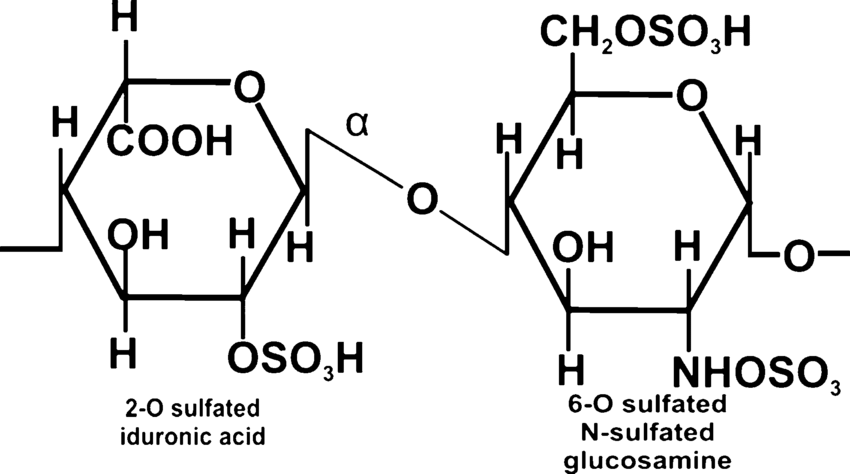 H
CH₂OSO₃H
O
O
H
α
H
H
COOH
H
O
OH
H
H
OH
H
O
H
OSO₃H
H
NHOSO₃
2-O sulfated
iduronic acid
6-O sulfated
N-sulfated
glucosamine